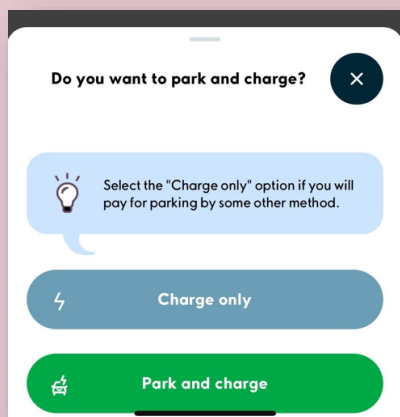 Do you want to park and charge?
Select the "Charge only" option if you will
pay for parking by some other method.
Charge only
Park and charge